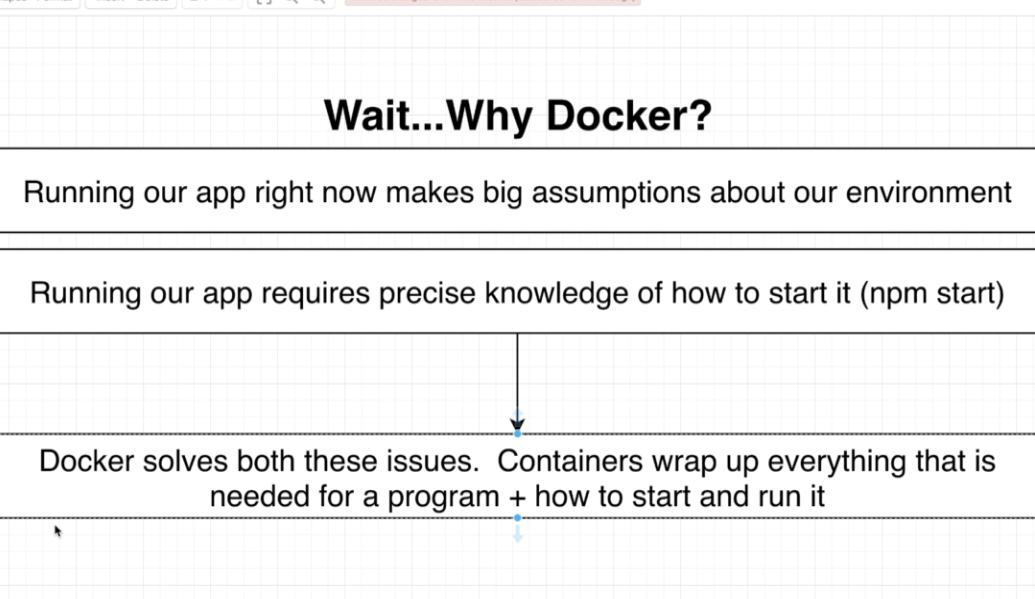 Wait...Why Docker?
Running our app right now makes big assumptions about our environment
Running our app requires precise knowledge of how to start it (npm start)
Docker solves both these issues.  Containers wrap up everything that is
needed for a program + how to start and run it